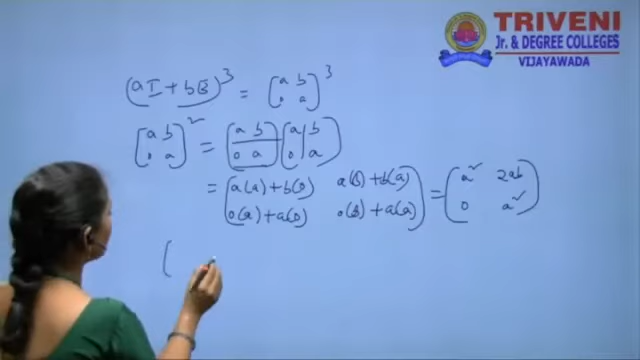 TRIVENI
Jr. & DEGREE COLLEGES
VIJAYAWADA
(aI + bE)³ = [a b 0 a]³
[a b 0 a]² = [a b 0 a] [a b 0 a]
= [a(a)+b(0) a(b)+b(a) 0(a)+a(0) 0(b)+a(a)] = [a² 2ab 0 a²]
[